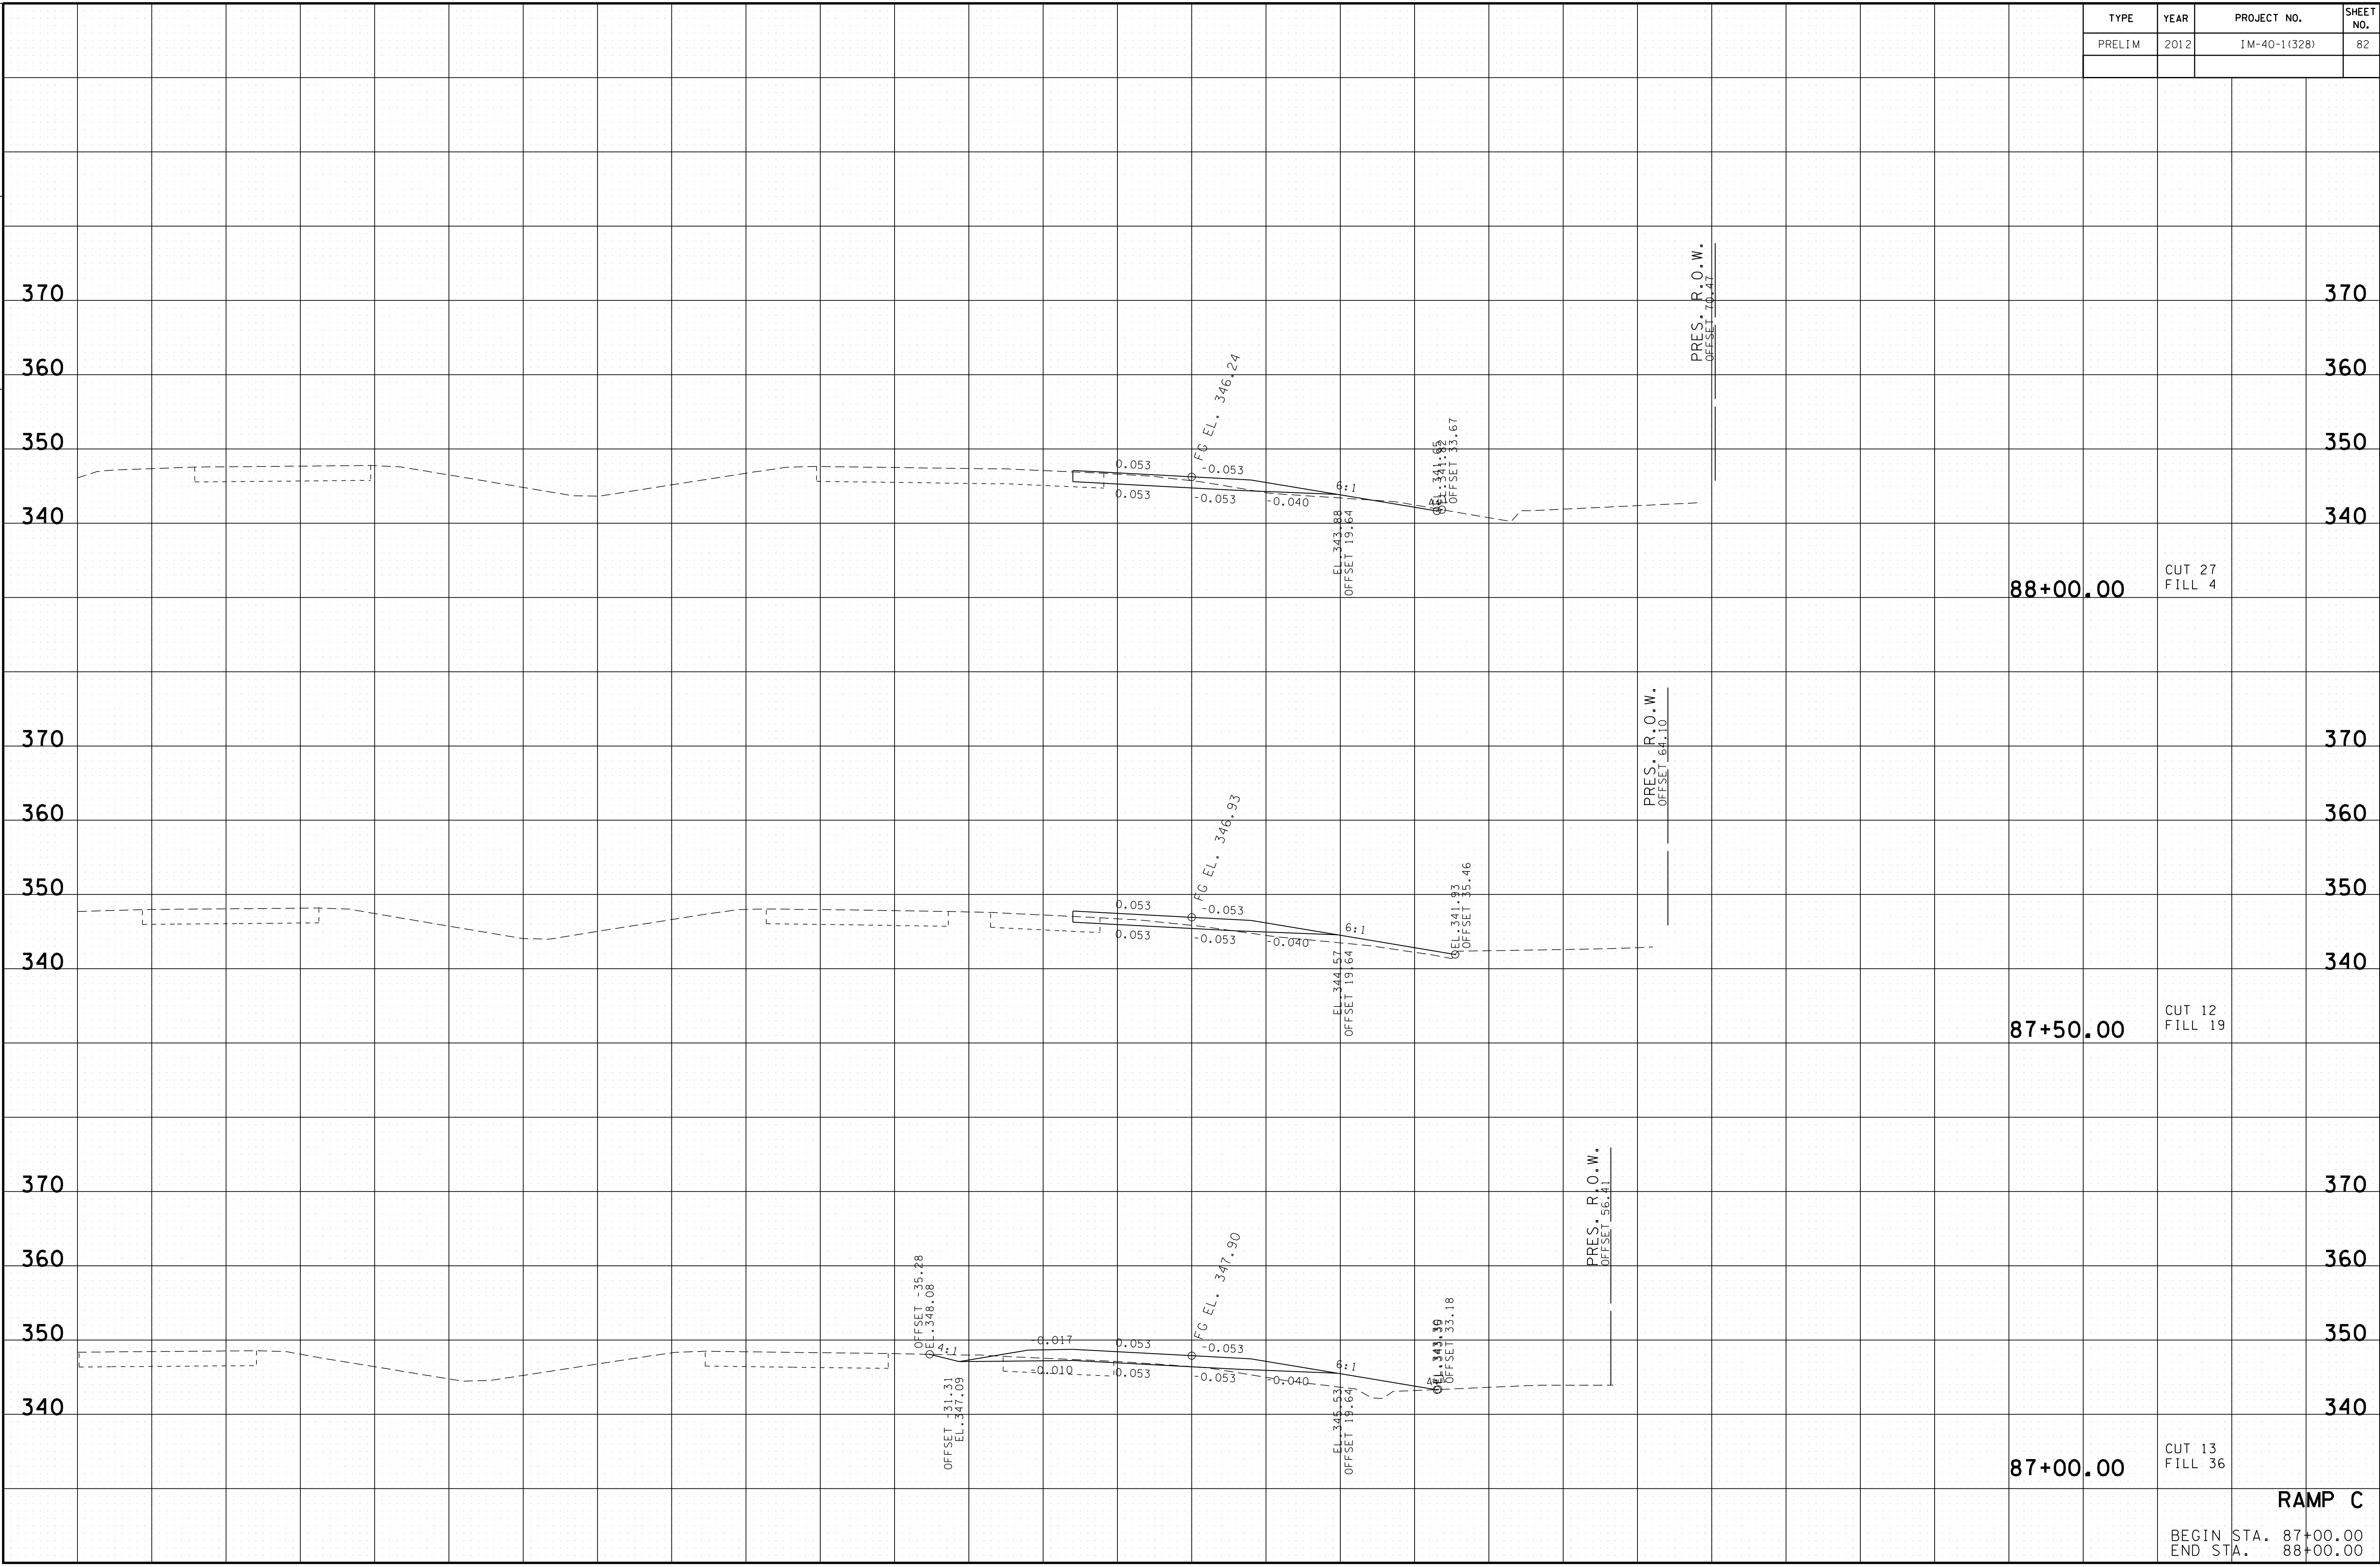 TYPE YEAR PROJECT NO. SHEET NO.
PRELIM 2012 IM-40-1(328) 82
PRES. R.O.W.
OFFSET 70.47
370 370
360 360
FG EL. 346.24
350 350
EL.341.65
EL.341.82
OFFSET 33.67
0.053 -0.053
0.053 -0.053 -0.040 6:1
340 340
EL.343.88
OFFSET 19.64
88+00.00
CUT 27
FILL 4
PRES. R.O.W.
OFFSET 64.10
370 370
360 360
FG EL. 346.93
350 350
EL.341.93
OFFSET 35.46
0.053 -0.053
0.053 -0.053 -0.040 6:1
340 340
EL.344.57
OFFSET 19.64
87+50.00
CUT 12
FILL 19
PRES. R.O.W.
OFFSET 56.41
370 370
360 360
OFFSET -35.28
EL.348.08
FG EL. 347.90
350 350
OFFSET 33.18
4:1 -0.017 0.053 -0.053
-0.010 0.053 -0.053 -0.040 6:1
340 340
OFFSET -31.31
EL.347.09
EL.345.53
OFFSET 19.64
87+00.00
CUT 13
FILL 36
RAMP C
BEGIN STA. 87+00.00
END STA. 88+00.00